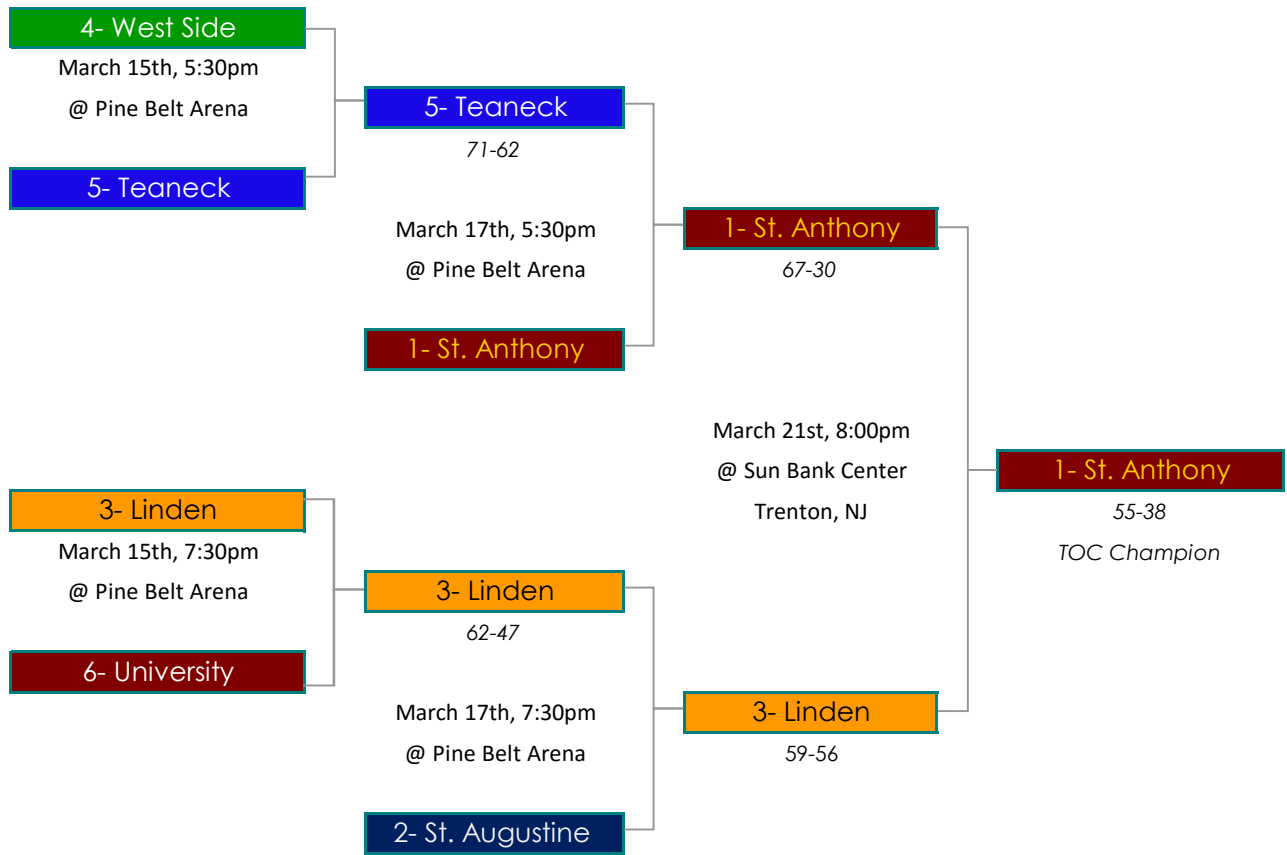 4- West Side
March 15th, 5:30pm
@ Pine Belt Arena
5- Teaneck
5- Teaneck
71-62
March 17th, 5:30pm
@ Pine Belt Arena
1- St. Anthony
1- St. Anthony
67-30
March 21st, 8:00pm
@ Sun Bank Center
Trenton, NJ
1- St. Anthony
55-38
TOC Champion
3- Linden
March 15th, 7:30pm
@ Pine Belt Arena
6- University
3- Linden
62-47
March 17th, 7:30pm
@ Pine Belt Arena
2- St. Augustine
3- Linden
59-56